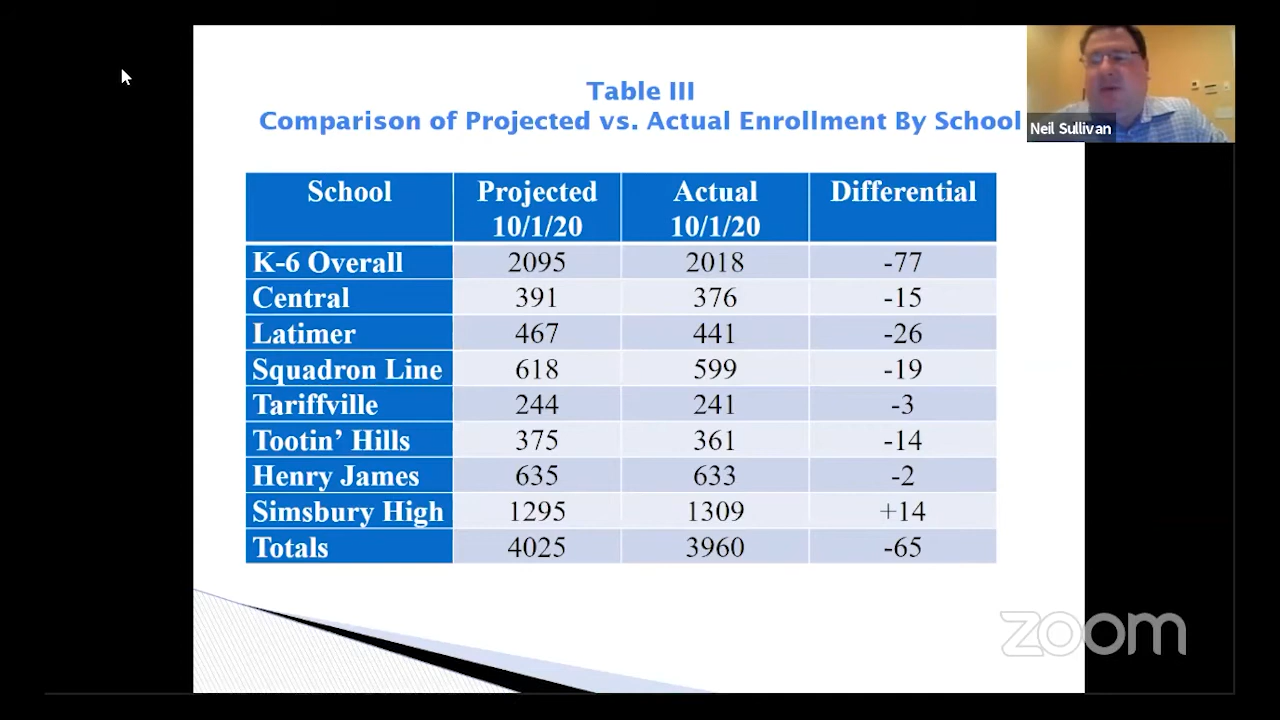 Table III
Comparison of Projected vs. Actual Enrollment By School
Neil Sullivan
School Projected 10/1/20 Actual 10/1/20 Differential
K-6 Overall 2095 2018 -77
Central 391 376 -15
Latimer 467 441 -26
Squadron Line 618 599 -19
Tariffville 244 241 -3
Tootin’ Hills 375 361 -14
Henry James 635 633 -2
Simsbury High 1295 1309 +14
Totals 4025 3960 -65
zoom